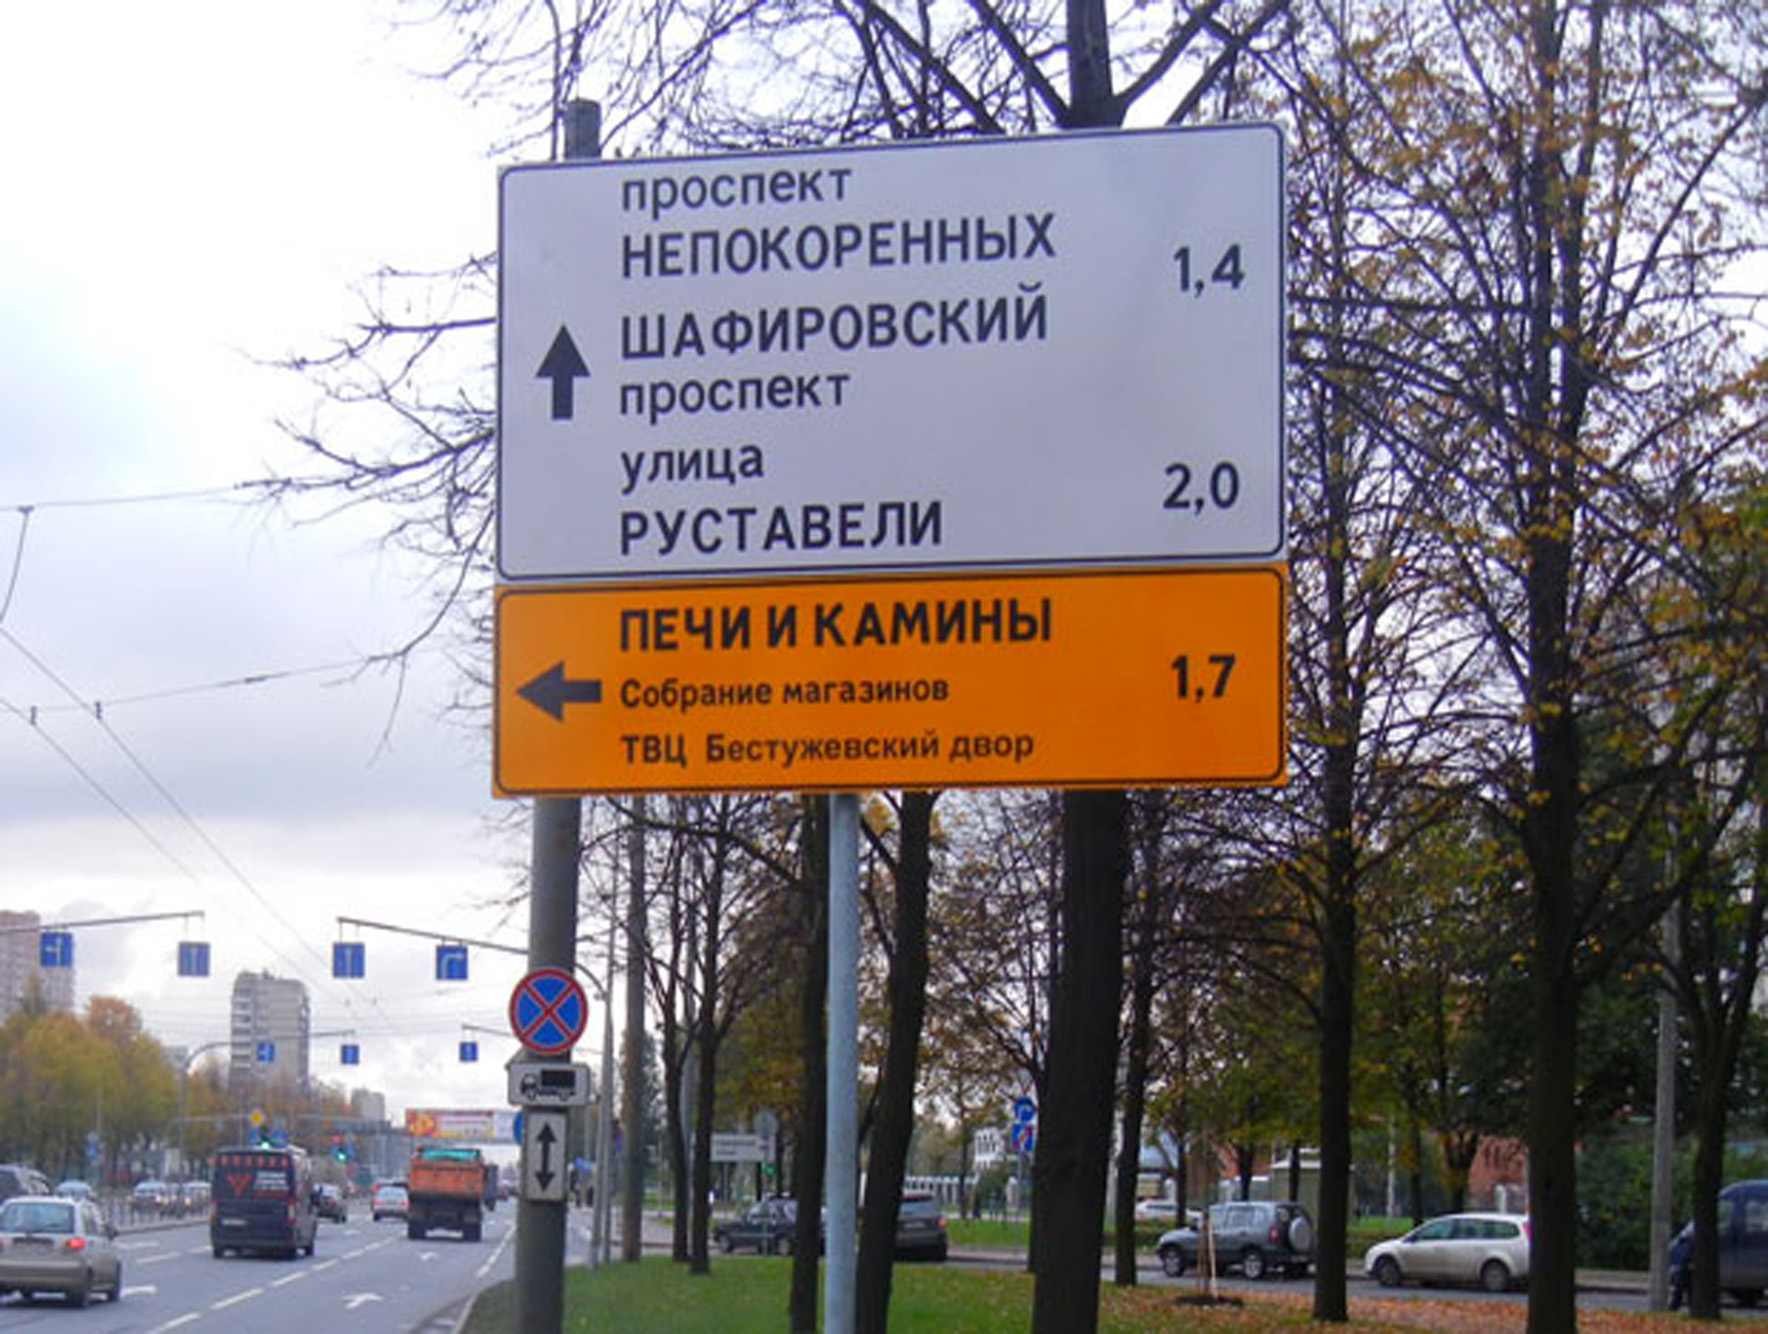 проспект
НЕПОКОРЕННЫХ 1,4
ШАФИРОВСКИЙ
проспект
улица
РУСТАВЕЛИ 2,0
ПЕЧИ И КАМИНЫ
Собрание магазинов 1,7
ТВЦ Бестужевский двор